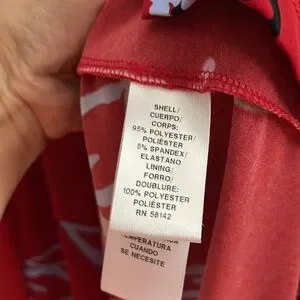 SHELL/
CUERPO/
CORPS:
95% POLYESTER/
POLIÉSTER
5% SPANDEX/
ELASTANO
LINING/
FORRO/
DOUBLURE:
100% POLYESTER
POLIÉSTER
RN 58142
TEMPERATURA
CUANDO
SE NECESITE